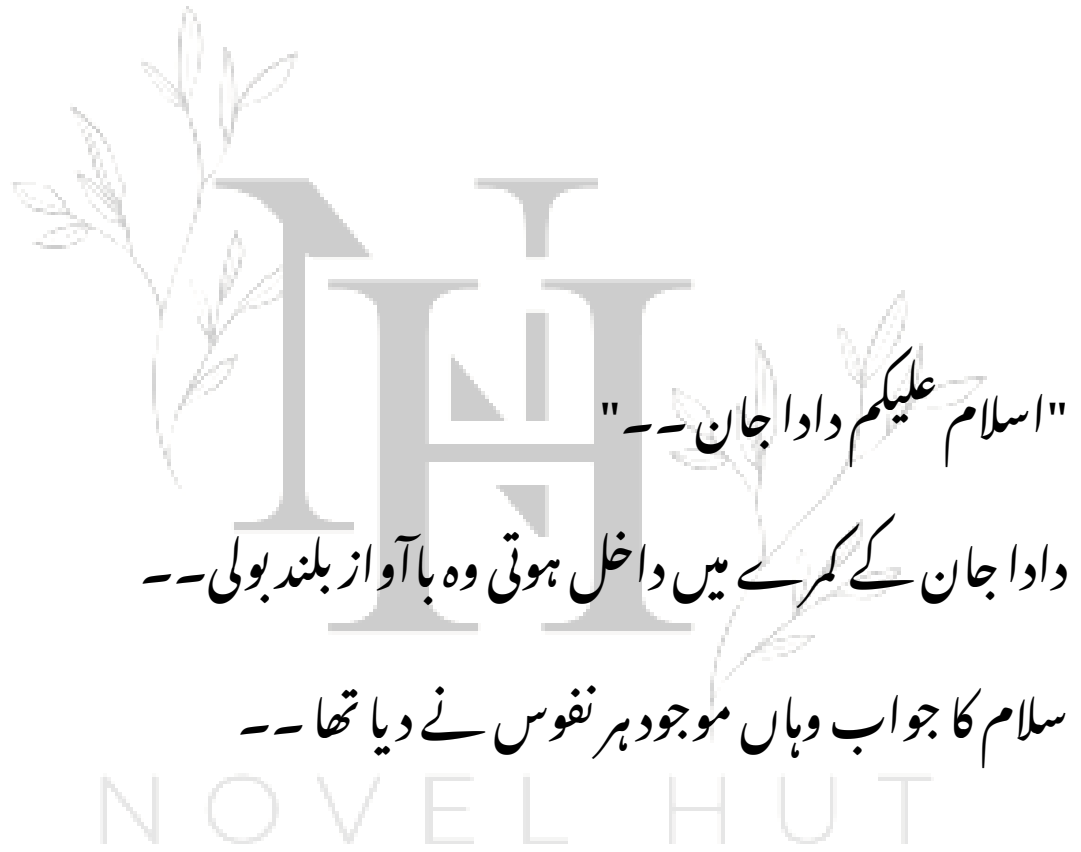 "اسلام علیکم دادا جان ۔۔"
دادا جان کے کمرے میں داخل ہوتی وہ باآواز بلند بولی۔۔
سلام کا جواب وہاں موجود ہر نفوس نے دیا تھا ۔۔
NH
NOVEL HUT